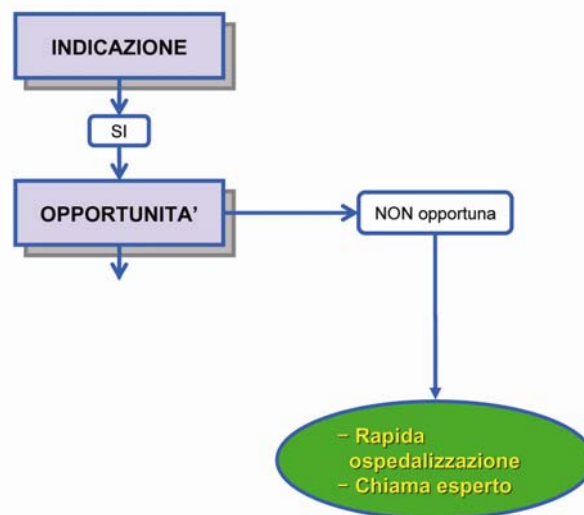 INDICAZIONE
SI
OPPORTUNITA’
NON opportuna
– Rapida
ospedalizzazione
– Chiama esperto